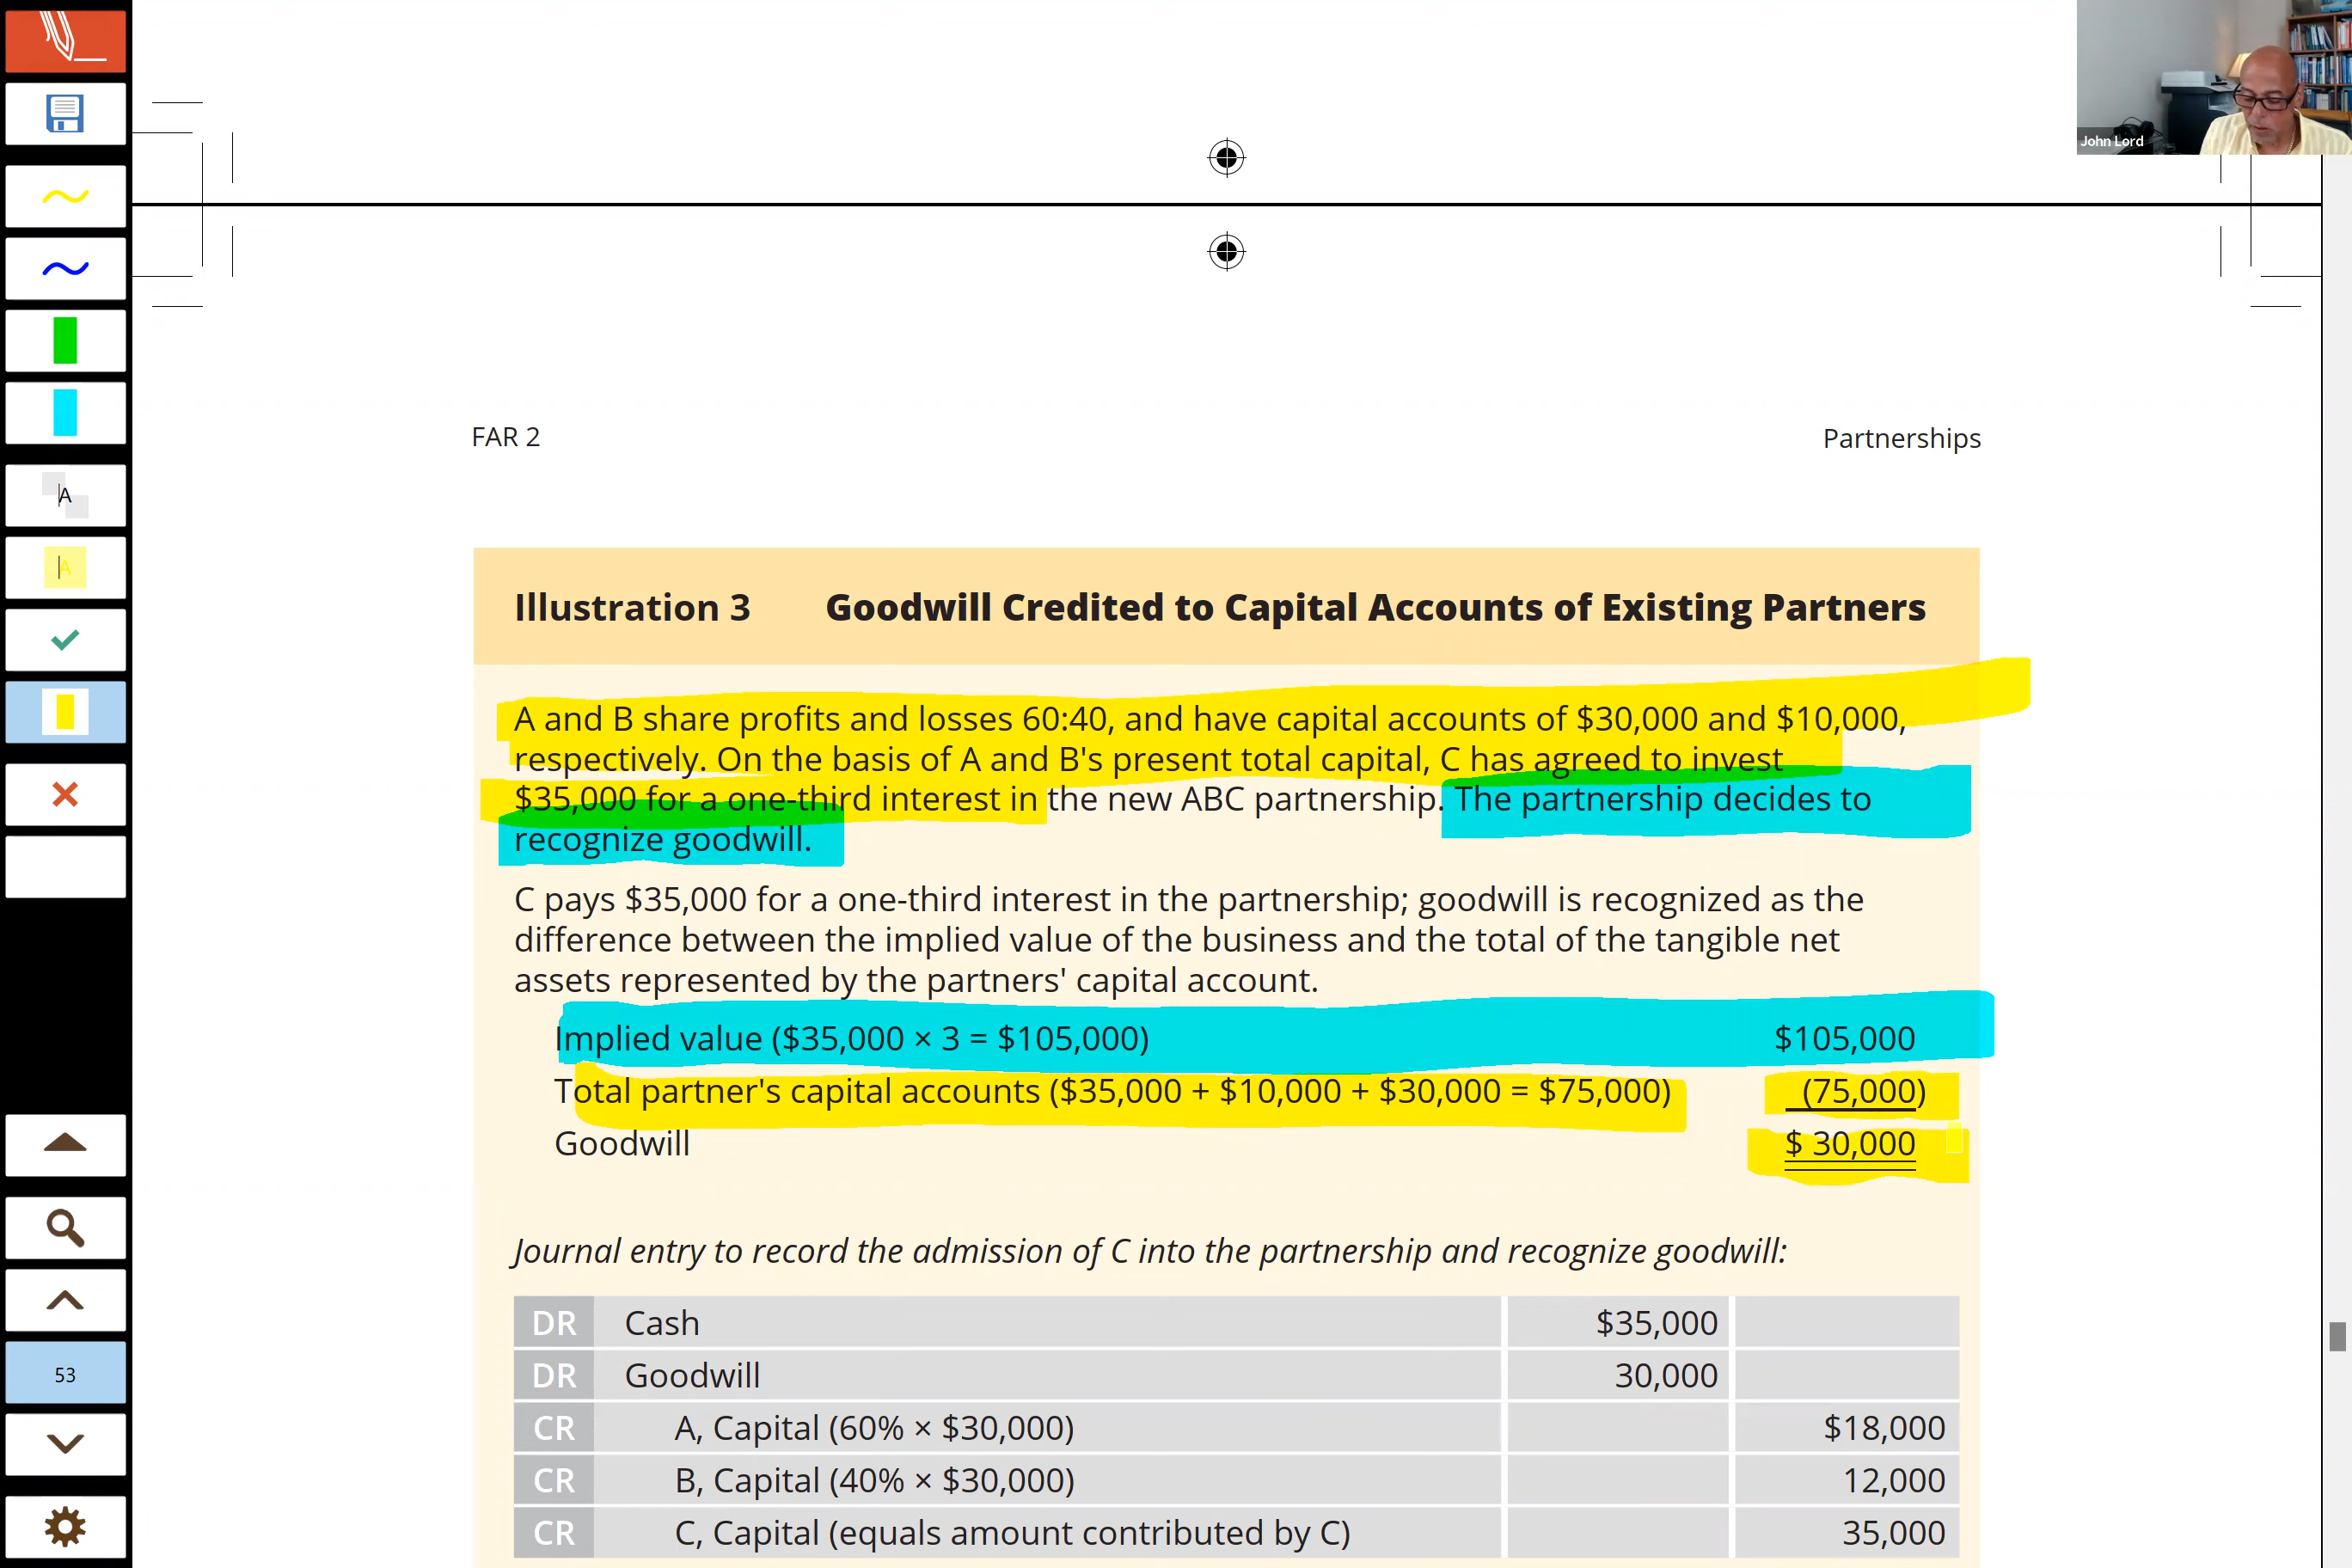 John Lord
FAR 2
Partnerships
Illustration 3 Goodwill Credited to Capital Accounts of Existing Partners
A and B share profits and losses 60:40, and have capital accounts of $30,000 and $10,000,
respectively. On the basis of A and B's present total capital, C has agreed to invest
$35,000 for a one-third interest in the new ABC partnership. The partnership decides to
recognize goodwill.
C pays $35,000 for a one-third interest in the partnership; goodwill is recognized as the
difference between the implied value of the business and the total of the tangible net
assets represented by the partners' capital account.
Implied value ($35,000 × 3 = $105,000) $105,000
Total partner's capital accounts ($35,000 + $10,000 + $30,000 = $75,000) (75,000)
Goodwill $ 30,000
Journal entry to record the admission of C into the partnership and recognize goodwill:
DR Cash $35,000
DR Goodwill 30,000
CR A, Capital (60% × $30,000) $18,000
CR B, Capital (40% × $30,000) 12,000
CR C, Capital (equals amount contributed by C) 35,000
A
A
53